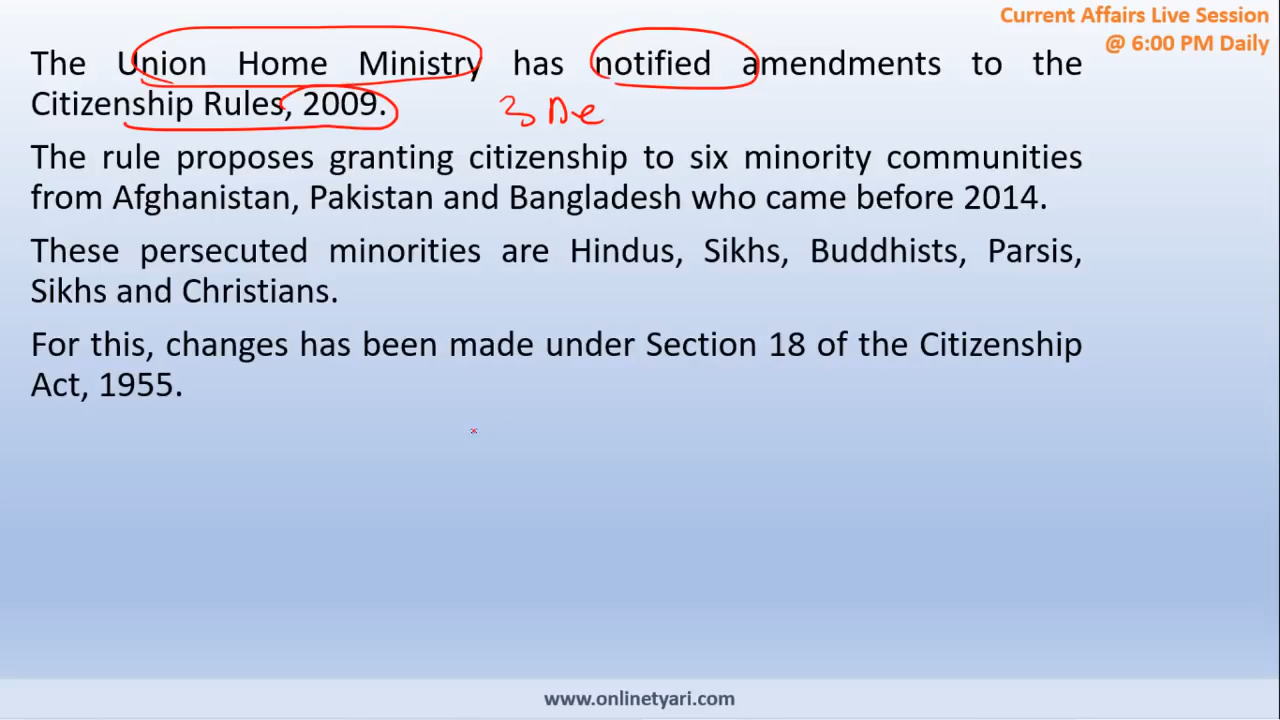 Current Affairs Live Session
@ 6:00 PM Daily
The Union Home Ministry has notified amendments to the
Citizenship Rules, 2009.
3 De
The rule proposes granting citizenship to six minority communities
from Afghanistan, Pakistan and Bangladesh who came before 2014.
These persecuted minorities are Hindus, Sikhs, Buddhists, Parsis,
Sikhs and Christians.
For this, changes has been made under Section 18 of the Citizenship
Act, 1955.
www.onlinetyari.com